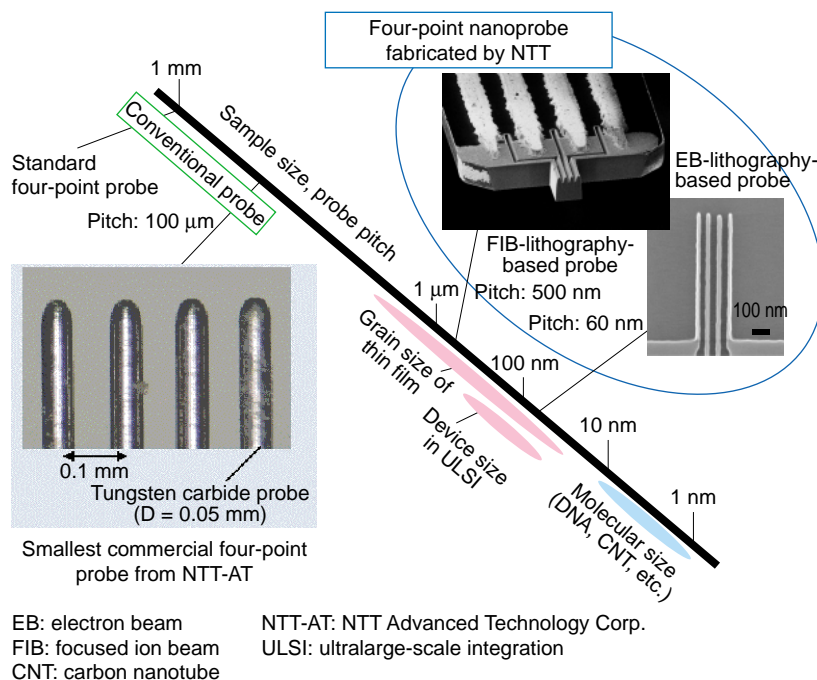 Four-point nanoprobe
fabricated by NTT
1 mm
Conventional probe
Standard
four-point probe
Sample size, probe pitch
Pitch: 100 μm
EB-lithography-
based probe
FIB-lithography-
based probe
Pitch: 500 nm
Pitch: 60 nm
100 nm
1 μm
100 nm
10 nm
1 nm
Grain size of
thin film
Device size
in ULSI
Molecular size
(DNA, CNT, etc.)
0.1 mm
Tungsten carbide probe
(D = 0.05 mm)
Smallest commercial four-point
probe from NTT-AT
EB: electron beam
FIB: focused ion beam
CNT: carbon nanotube
NTT-AT: NTT Advanced Technology Corp.
ULSI: ultralarge-scale integration